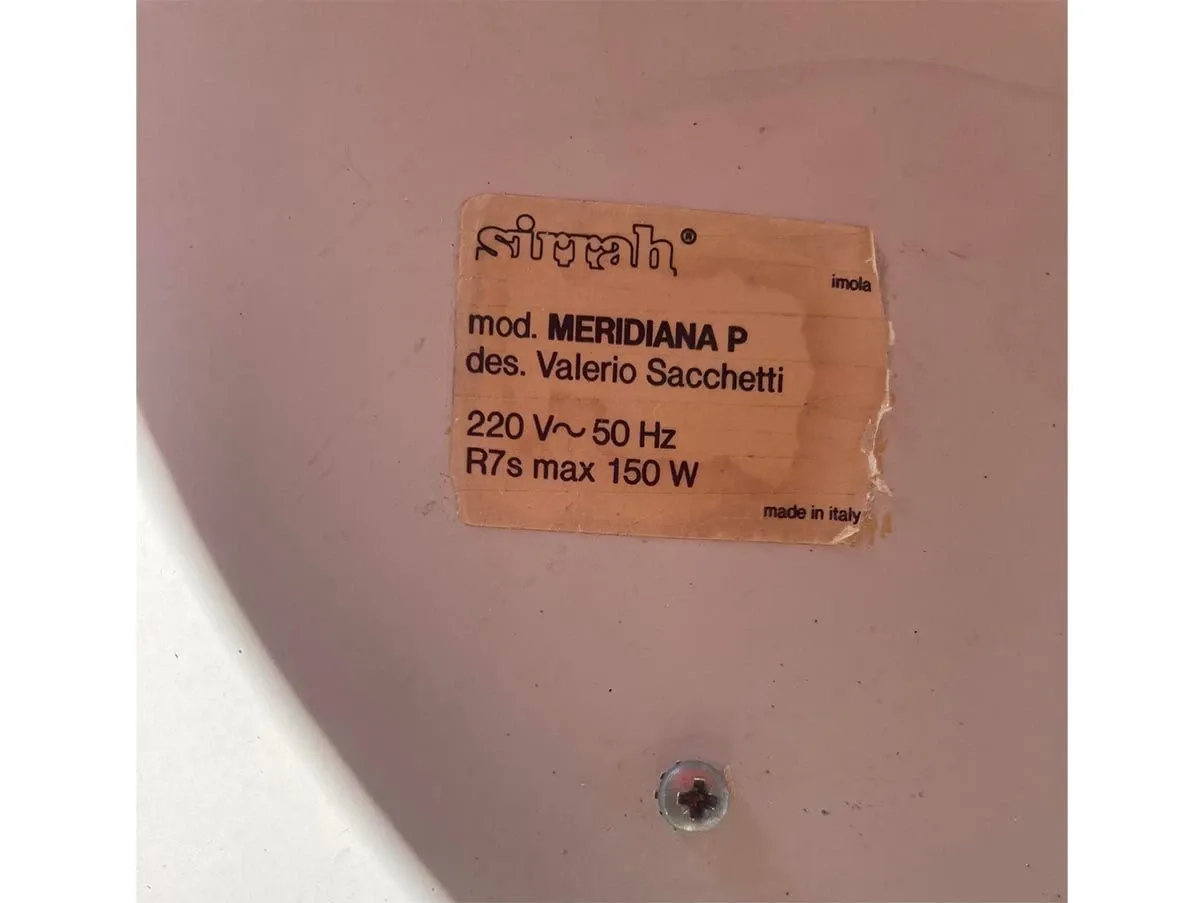 sirrah®
imola
mod. MERIDIANA P
des. Valerio Sacchetti
220 V~ 50 Hz
R7s max 150 W
made in italy